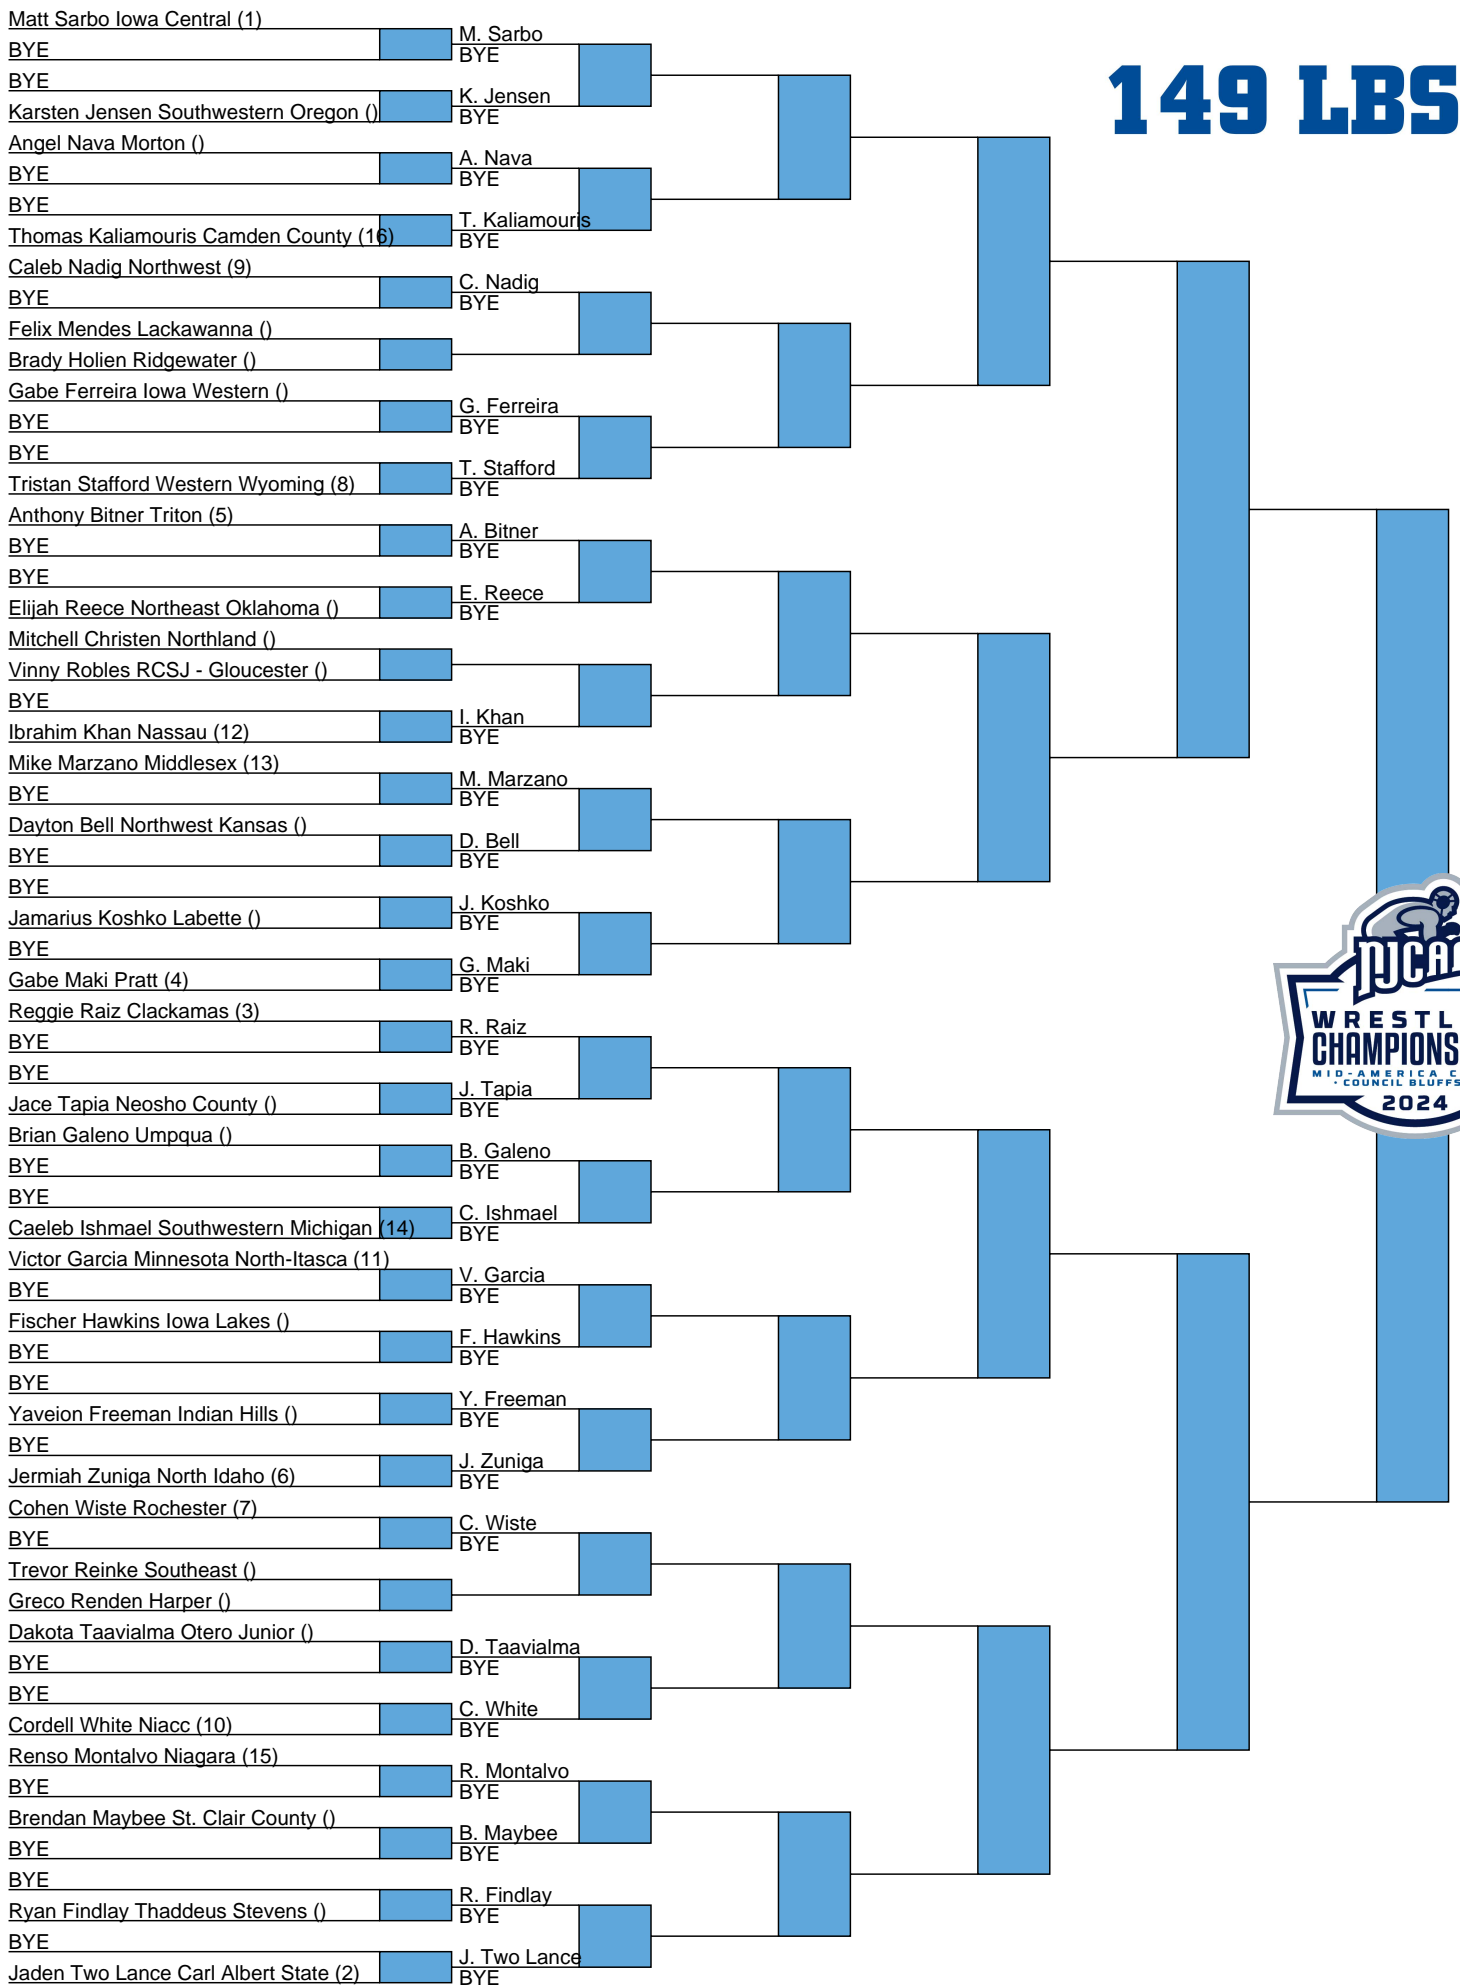 149 LBS
Matt Sarbo Iowa Central (1)
BYE
BYE
Karsten Jensen Southwestern Oregon ()
Angel Nava Morton ()
BYE
BYE
Thomas Kaliamouris Camden County (16)
Caleb Nadig Northwest (9)
BYE
Felix Mendes Lackawanna ()
Brady Holien Ridgewater ()
Gabe Ferreira Iowa Western ()
BYE
BYE
Tristan Stafford Western Wyoming (8)
Anthony Bitner Triton (5)
BYE
BYE
Elijah Reece Northeast Oklahoma ()
Mitchell Christen Northland ()
Vinny Robles RCSJ - Gloucester ()
BYE
Ibrahim Khan Nassau (12)
Mike Marzano Middlesex (13)
BYE
Dayton Bell Northwest Kansas ()
BYE
BYE
Jamarius Koshko Labette ()
BYE
Gabe Maki Pratt (4)
Reggie Raiz Clackamas (3)
BYE
BYE
Jace Tapia Neosho County ()
Brian Galeno Umpqua ()
BYE
BYE
Caeleb Ishmael Southwestern Michigan (14)
Victor Garcia Minnesota North-Itasca (11)
BYE
Fischer Hawkins Iowa Lakes ()
BYE
BYE
Yaveion Freeman Indian Hills ()
BYE
Jermiah Zuniga North Idaho (6)
Cohen Wiste Rochester (7)
BYE
Trevor Reinke Southeast ()
Greco Renden Harper ()
Dakota Taavialma Otero Junior ()
BYE
BYE
Cordell White Niacc (10)
Renso Montalvo Niagara (15)
BYE
Brendan Maybee St. Clair County ()
BYE
BYE
Ryan Findlay Thaddeus Stevens ()
BYE
Jaden Two Lance Carl Albert State (2)
M. Sarbo
BYE
K. Jensen
BYE
A. Nava
BYE
T. Kaliamouris
BYE
C. Nadig
BYE
G. Ferreira
BYE
T. Stafford
BYE
A. Bitner
BYE
E. Reece
BYE
I. Khan
BYE
M. Marzano
BYE
D. Bell
BYE
J. Koshko
BYE
G. Maki
BYE
R. Raiz
BYE
J. Tapia
BYE
B. Galeno
BYE
C. Ishmael
BYE
V. Garcia
BYE
F. Hawkins
BYE
Y. Freeman
BYE
J. Zuniga
BYE
C. Wiste
BYE
D. Taavialma
BYE
C. White
BYE
R. Montalvo
BYE
B. Maybee
BYE
R. Findlay
BYE
J. Two Lance
BYE
NJCA
WRESTL
CHAMPIONS
MID-AMERICA C
• COUNCIL BLUFFS
2024